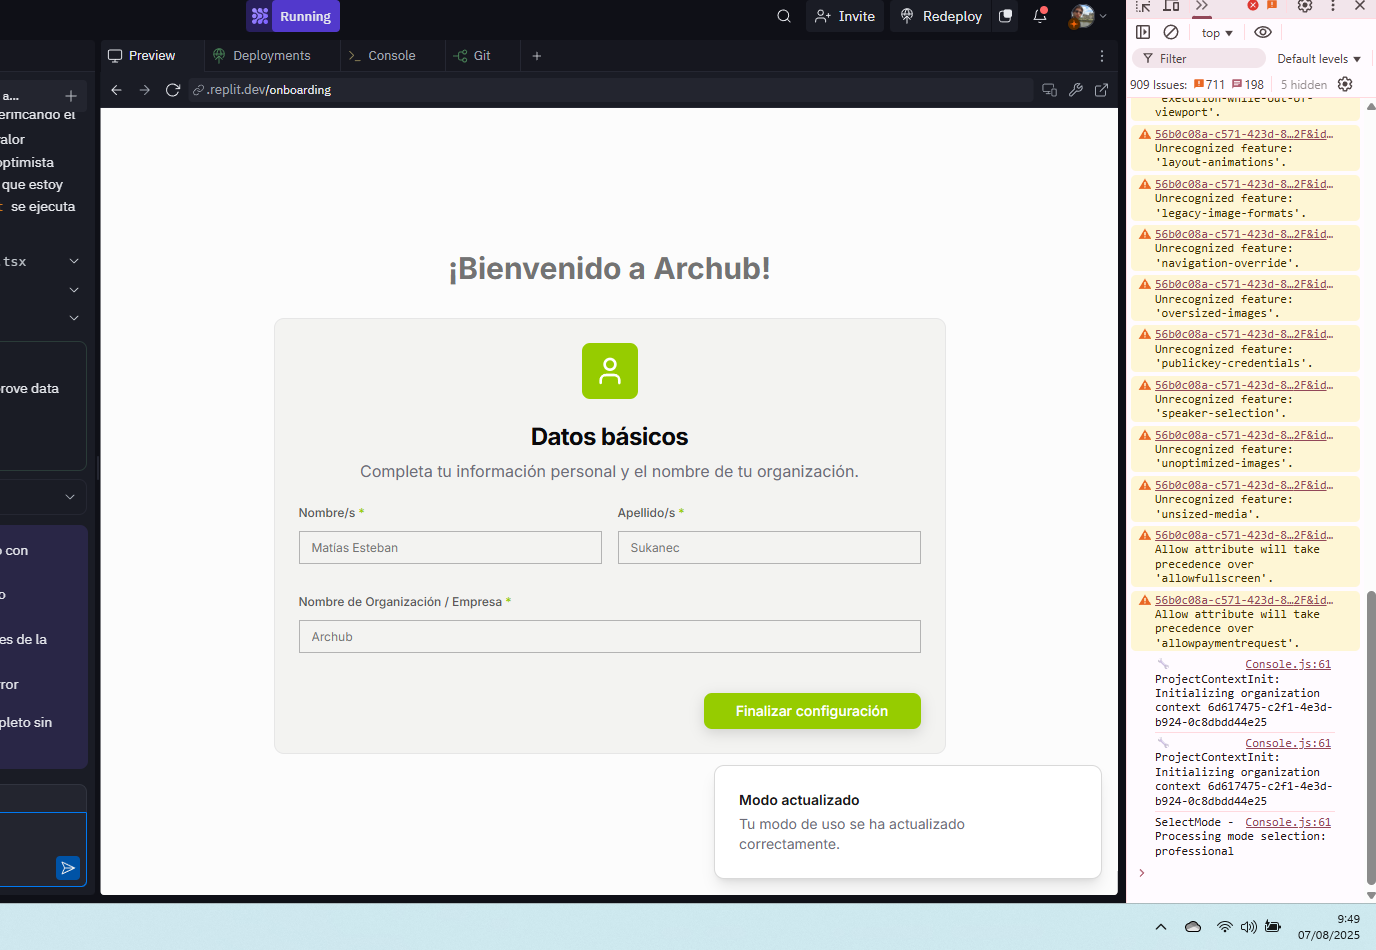 Running
Invite
Redeploy
Preview
Deployments
Console
Git
.replit.dev/onboarding
a...
erificando el
valor
optimista
que estoy
se ejecuta
.tsx
rove data
o con
o
es de la
rror
pleto sin
¡Bienvenido a Archub!
Datos básicos
Completa tu información personal y el nombre de tu organización.
Nombre/s *
Apellido/s *
Matías Esteban
Sukanec
Nombre de Organización / Empresa *
Archub
Finalizar configuración
Modo actualizado
Tu modo de uso se ha actualizado
correctamente.
top
Filter
Default levels
909 Issues: 711 198 5 hidden
'execution-while-out-of-
viewport'.
56b0c08a-c571-423d-8…2F&id…
Unrecognized feature:
'layout-animations'.
56b0c08a-c571-423d-8…2F&id…
Unrecognized feature:
'legacy-image-formats'.
56b0c08a-c571-423d-8…2F&id…
Unrecognized feature:
'navigation-override'.
56b0c08a-c571-423d-8…2F&id…
Unrecognized feature:
'oversized-images'.
56b0c08a-c571-423d-8…2F&id…
Unrecognized feature:
'publickey-credentials'.
56b0c08a-c571-423d-8…2F&id…
Unrecognized feature:
'speaker-selection'.
56b0c08a-c571-423d-8…2F&id…
Unrecognized feature:
'unoptimized-images'.
56b0c08a-c571-423d-8…2F&id…
Unrecognized feature:
'unsized-media'.
56b0c08a-c571-423d-8…2F&id…
Allow attribute will take
precedence over
'allowfullscreen'.
56b0c08a-c571-423d-8…2F&id…
Allow attribute will take
precedence over
'allowpaymentrequest'.
Console.js:61
ProjectContextInit:
Initializing organization
context 6d617475-c2f1-4e3d-
b924-0c8dbdd44e25
Console.js:61
ProjectContextInit:
Initializing organization
context 6d617475-c2f1-4e3d-
b924-0c8dbdd44e25
SelectMode - Console.js:61
Processing mode selection:
professional
9:49
07/08/2025